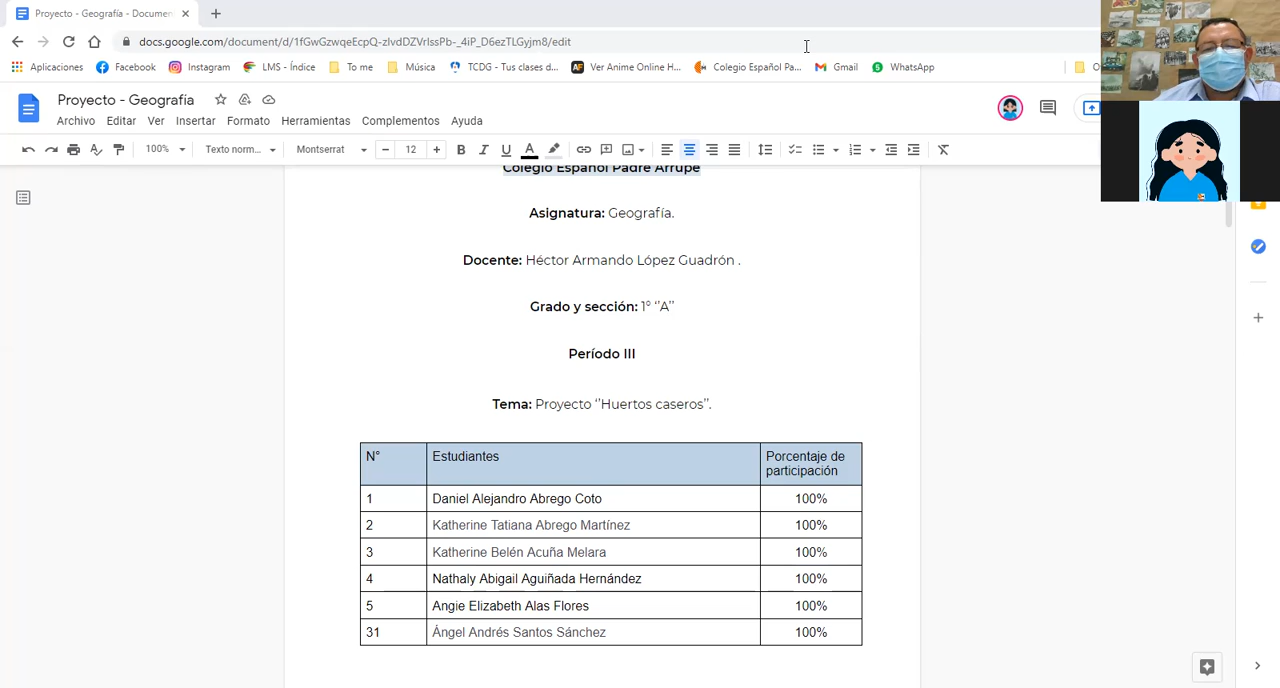 Proyecto - Geografía - Documen
docs.google.com/document/d/1fGwGzwqeEcpQ-zIvdDZVrIssPb-_4iP_D6ezTLGyjm8/edit
Aplicaciones Facebook Instagram LMS - Índice To me Música UDG - Tus clases d... Ver Anime Online H... Colegio Español Pa... Gmail WhatsApp
Proyecto - Geografía
Archivo Editar Ver Insertar Formato Herramientas Complementos Ayuda
100% Texto norm... Montserrat 12
Colegio Español Padre Arrupe
Asignatura: Geografía.
Docente: Héctor Armando López Guadrón .
Grado y sección: 1° ‘’A’’
Período III
Tema: Proyecto ‘’Huertos caseros’’.
N° Estudiantes Porcentaje de participación
1 Daniel Alejandro Abrego Coto 100%
2 Katherine Tatiana Abrego Martínez 100%
3 Katherine Belén Acuña Melara 100%
4 Nathaly Abigail Aguiñada Hernández 100%
5 Angie Elizabeth Alas Flores 100%
31 Ángel Andrés Santos Sánchez 100%